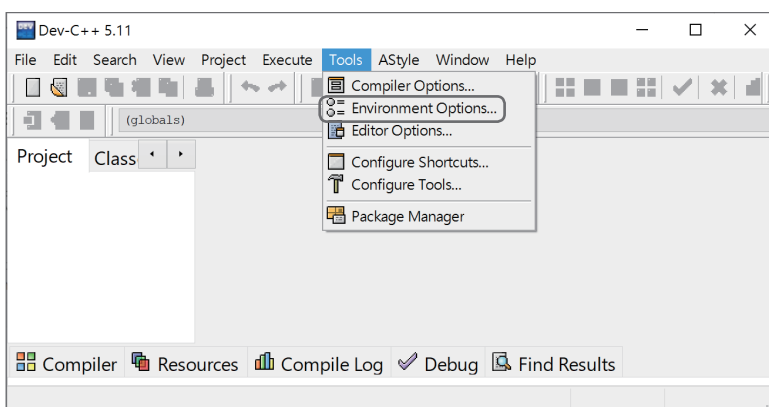 Dev-C++ 5.11
File Edit Search View Project Execute Tools AStyle Window Help
Compiler Options...
Environment Options...
Editor Options...
Configure Shortcuts...
Configure Tools...
Package Manager
(globals)
Project Class
Compiler Resources Compile Log Debug Find Results